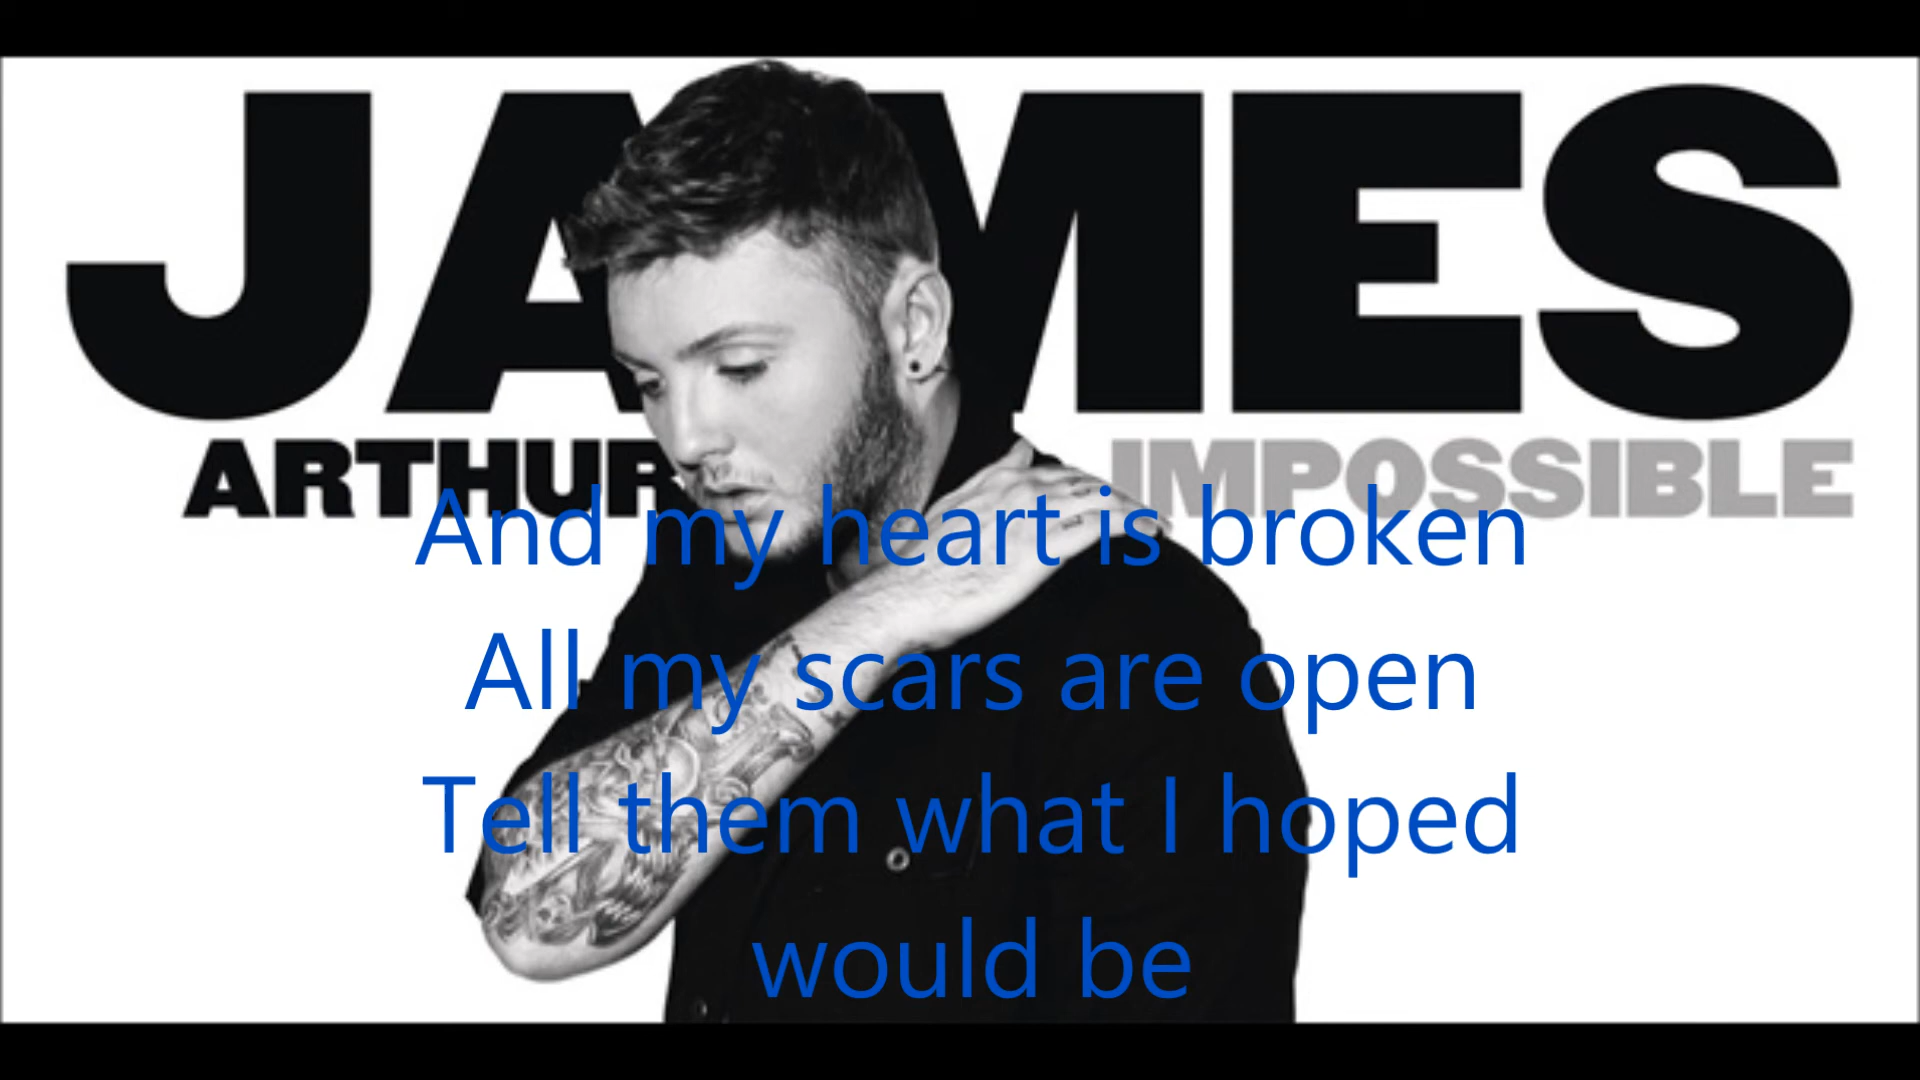 JAMES
ARTHUR IMPOSSIBLE
And my heart is broken
All my scars are open
Tell them what I hoped
would be